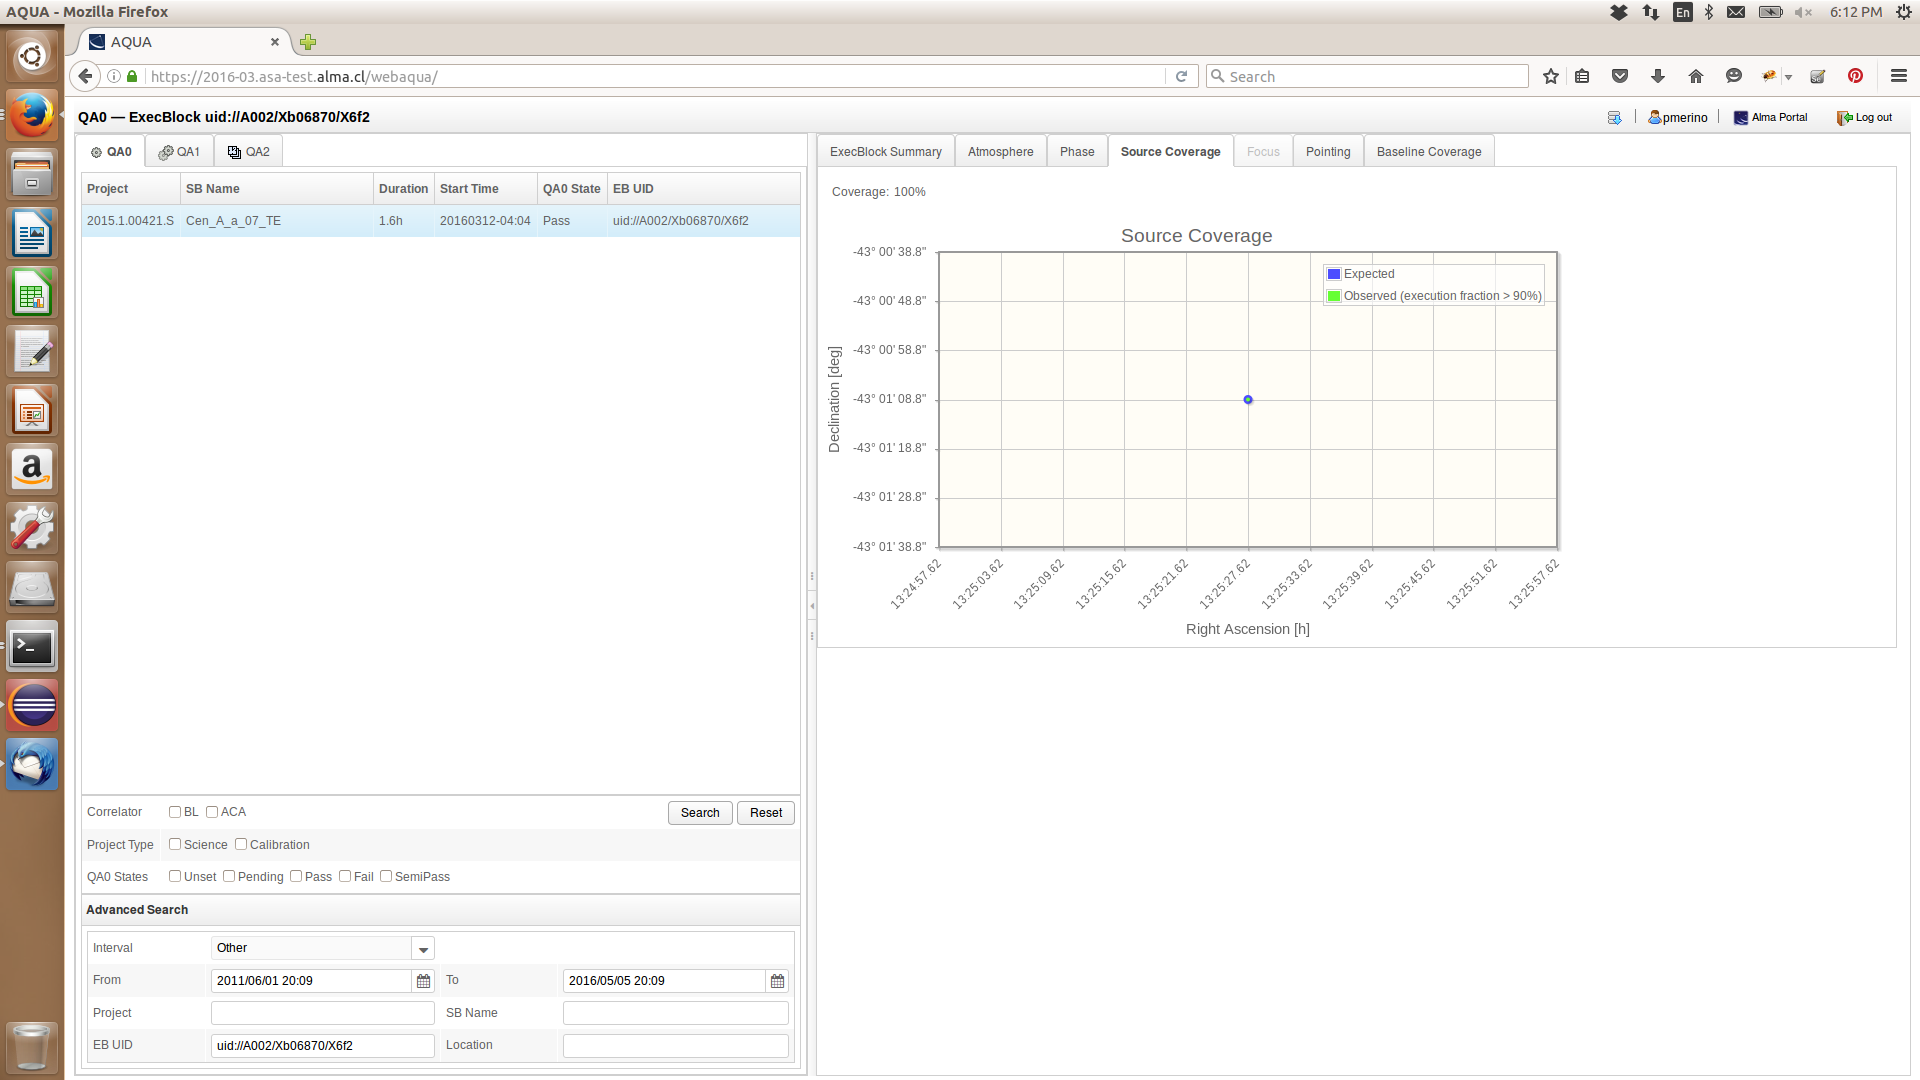 AQUA - Mozilla Firefox
En
6:12 PM
AQUA
https://2016-03.asa-test.alma.cl/webaqua/
Search
QA0 — ExecBlock uid://A002/Xb06870/X6f2
pmerino
Alma Portal
Log out
QA0
QA1
QA2
Project
SB Name
Duration
Start Time
QA0 State
EB UID
2015.1.00421.S
Cen_A_a_07_TE
1.6h
20160312-04:04
Pass
uid://A002/Xb06870/X6f2
Correlator
BL
ACA
Search
Reset
Project Type
Science
Calibration
QA0 States
Unset
Pending
Pass
Fail
SemiPass
Advanced Search
Interval
Other
From
2011/06/01 20:09
To
2016/05/05 20:09
Project
SB Name
EB UID
uid://A002/Xb06870/X6f2
Location
ExecBlock Summary
Atmosphere
Phase
Source Coverage
Focus
Pointing
Baseline Coverage
Coverage: 100%
Source Coverage
Expected
Observed (execution fraction > 90%)
Declination [deg]
-43° 00' 38.8"
-43° 00' 48.8"
-43° 00' 58.8"
-43° 01' 08.8"
-43° 01' 18.8"
-43° 01' 28.8"
-43° 01' 38.8"
13:24:57.62
13:25:03.62
13:25:09.62
13:25:15.62
13:25:21.62
13:25:27.62
13:25:33.62
13:25:39.62
13:25:45.62
13:25:51.62
13:25:57.62
Right Ascension [h]